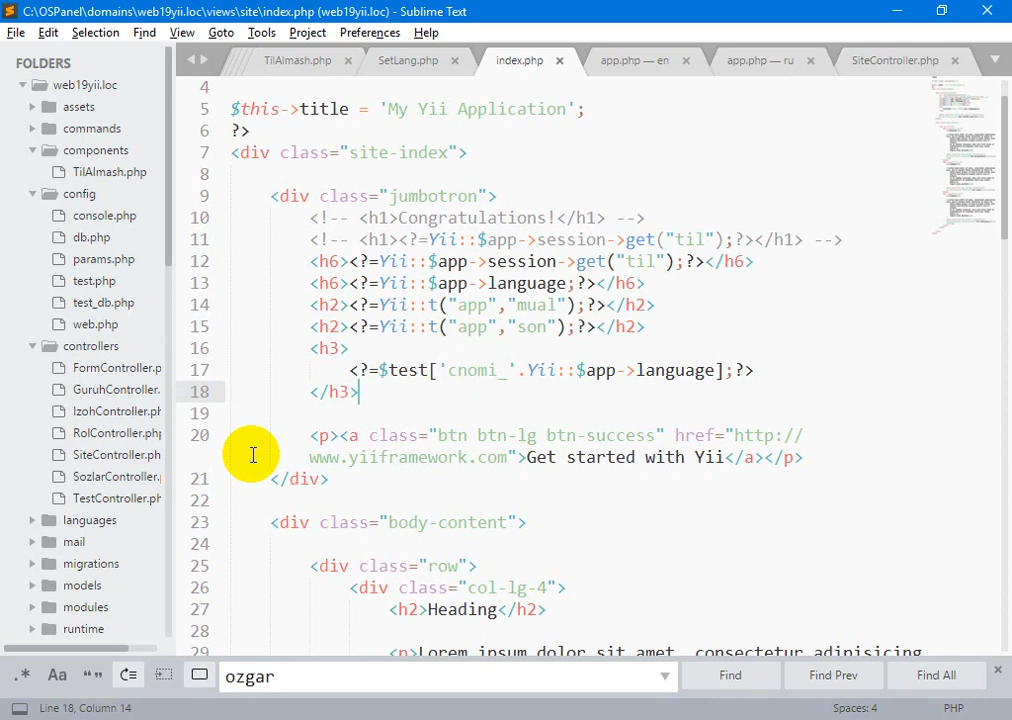 C:\OSPanel\domains\web19yii.loc\views\site\index.php (web19yii.loc) - Sublime Text
File Edit Selection Find View Goto Tools Project Preferences Help
FOLDERS
web19yii.loc
assets
commands
components
TilAlmash.php
config
console.php
db.php
params.php
test.php
test_db.php
web.php
controllers
FormController.p
GuruhController.
IzohController.ph
RolController.php
SiteController.ph
SozlarController.
TestController.ph
languages
mail
migrations
models
modules
runtime
TilAlmash.php × SetLang.php × index.php × app.php — en × app.php — ru × SiteController.php ×
4
5 $this->title = 'My Yii Application';
6 ?>
7 <div class="site-index">
8
9 <div class="jumbotron">
10 <!-- <h1>Congratulations!</h1> -->
11 <!-- <h1><?=Yii::$app->session->get("til");?></h1> -->
12 <h6><?=Yii::$app->session->get("til");?></h6>
13 <h6><?=Yii::$app->language;?></h6>
14 <h2><?=Yii::t("app","mual");?></h2>
15 <h2><?=Yii::t("app","son");?></h2>
16 <h3>
17 <?=$test['cnomi_'.Yii::$app->language];?>
18 </h3>
19
20 <p><a class="btn btn-lg btn-success" href="http://
www.yiiframework.com">Get started with Yii</a></p>
21 </div>
22
23 <div class="body-content">
24
25 <div class="row">
26 <div class="col-lg-4">
27 <h2>Heading</h2>
28
29 <p>Lorem ipsum dolor sit amet, consectetur adipisicing
.* Aa “” ozgar Find Find Prev Find All ×
Line 18, Column 14 Spaces: 4 PHP